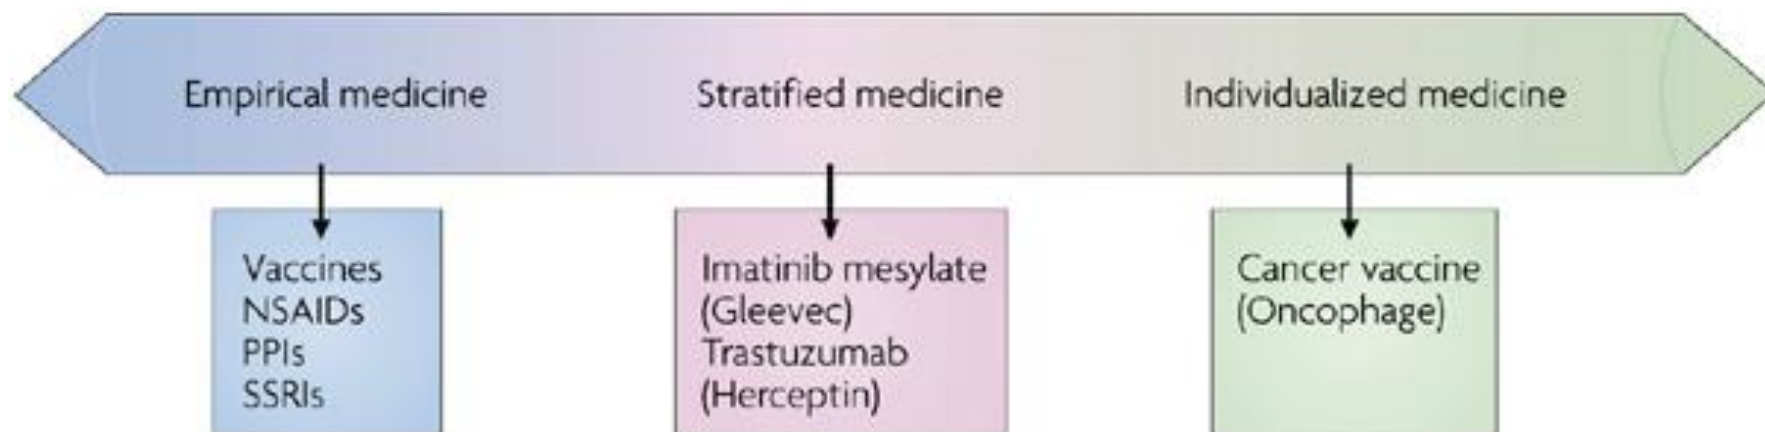 Empirical medicine
Stratified medicine
Individualized medicine
Vaccines
NSAIDs
PPIs
SSRIs
Imatinib mesylate
(Gleevec)
Trastuzumab
(Herceptin)
Cancer vaccine
(Oncophage)